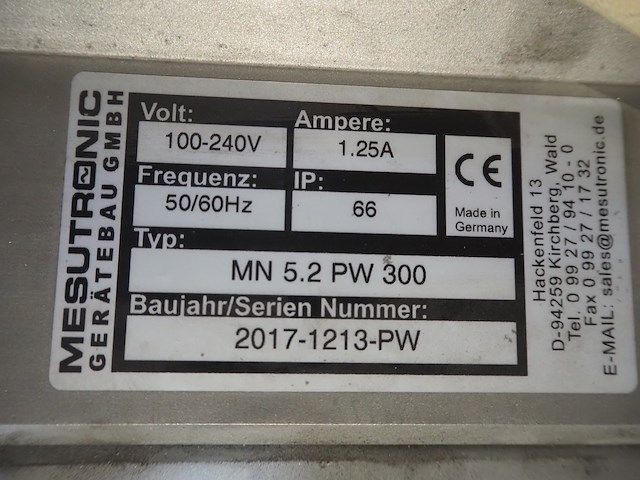 MESUTRONIC
GERÄTEBAU GMBH
Volt:
100-240V
Ampere:
1.25A
Frequenz:
50/60Hz
IP:
66
CE
Made in
Germany
Typ:
MN 5.2 PW 300
Baujahr/Serien Nummer:
2017-1213-PW
Hackenfeld 13
D-94259 Kirchberg, Wald
Tel. 0 99 27 / 94 10 - 0
Fax 0 99 27 / 17 32
E-MAIL: sales@mesutronic.de